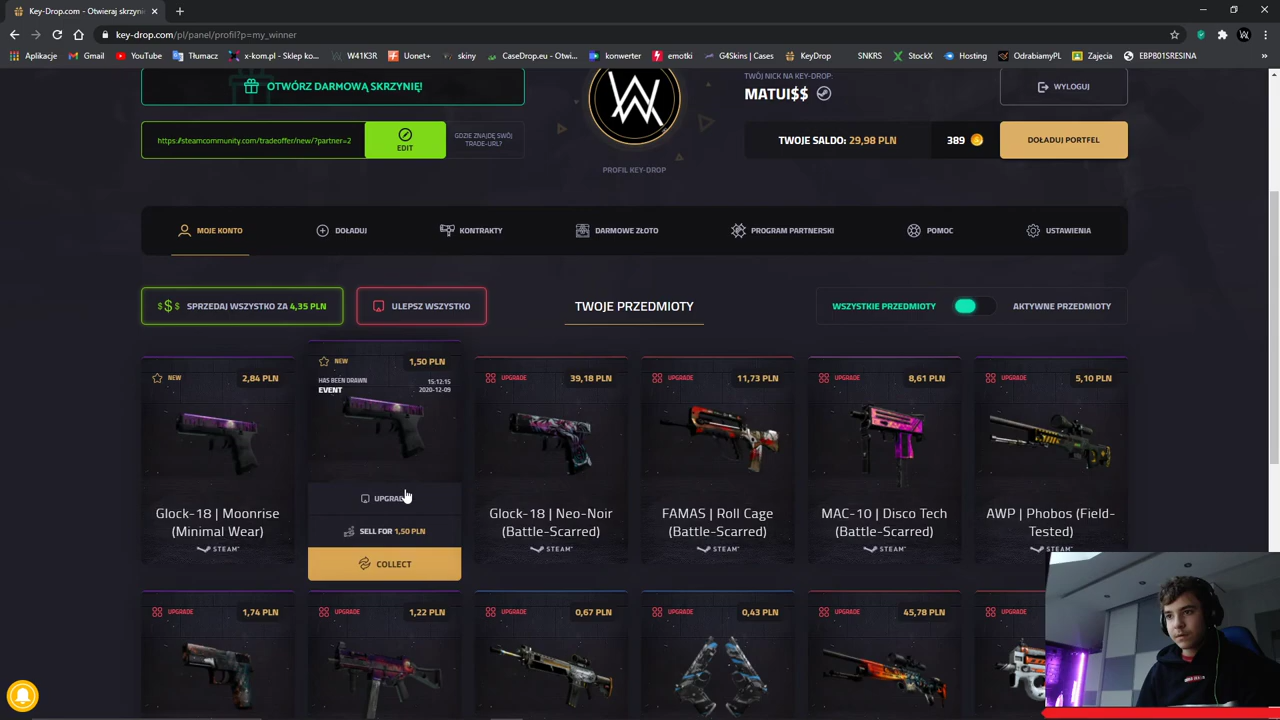 Key-Drop.com - Otwieraj skrzyni
key-drop.com/pl/panel/profil?p=my_winner
Aplikacje
Gmail
YouTube
Tłumacz
x-kom.pl - Sklep ko...
W41K3R
Uonet+
skiny
CaseDrop.eu - Otwi...
konwerter
emotki
G4Skins | Cases
KeyDrop
SNKRS
StockX
Hosting
OdrabiamyPL
Zajęcia
EBPB01SRESINA
OTWÓRZ DARMOWĄ SKRZYNIĘ!
TWÓJ NICK NA KEY-DROP:
MATUI$$
WYLOGUJ
https://steamcommunity.com/tradeoffer/new/?partner=2
EDIT
GDZIE ZNAJDĘ SWÓJ
TRADE-URL?
TWOJE SALDO: 29,98 PLN
389
DOŁADUJ PORTFEL
PROFIL KEY-DROP
MOJE KONTO
DOŁADUJ
KONTRAKTY
DARMOWE ZŁOTO
PROGRAM PARTNERSKI
POMOC
USTAWIENIA
$$$ SPRZEDAJ WSZYSTKO ZA 4,35 PLN
ULEPSZ WSZYSTKO
TWOJE PRZEDMIOTY
WSZYSTKIE PRZEDMIOTY
AKTYWNE PRZEDMIOTY
NEW 2,84 PLN
Glock-18 | Moonrise
(Minimal Wear)
STEAM
NEW 1,50 PLN
HAS BEEN DRAWN
EVENT
15:12:15
2020-12-09
UPGRAD
SELL FOR 1,50 PLN
COLLECT
UPGRADE 39,18 PLN
Glock-18 | Neo-Noir
(Battle-Scarred)
STEAM
UPGRADE 11,73 PLN
FAMAS | Roll Cage
(Battle-Scarred)
STEAM
UPGRADE 8,61 PLN
MAC-10 | Disco Tech
(Battle-Scarred)
STEAM
UPGRADE 5,10 PLN
AWP | Phobos (Field-
Tested)
STEAM
UPGRADE 1,74 PLN
UPGRADE 1,22 PLN
UPGRADE 0,67 PLN
UPGRADE 0,43 PLN
UPGRADE 45,78 PLN
UPGRADE